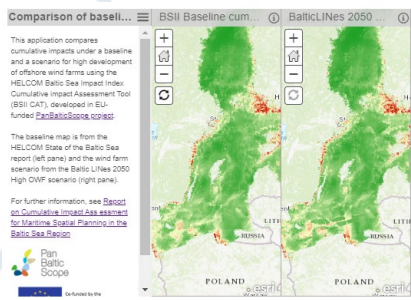 Comparison of baseli...
This application compares
cumulative impacts under a baseline
and a scenario for high development
of offshore wind farms using the
HELCOM Baltic Sea Impact Index
Cumulative impact Assessment Tool
(BSII CAT), developed in EU-
funded PanBalticScope project.
The baseline map is from the
HELCOM State of the Baltic Sea
report (left pane) and the wind farm
scenario from the Baltic LINes 2050
High OWF scenario (right pane).
For further information, see Report
on Cumulative Impact Ass essment
for Maritime Spatial Planning in the
Baltic Sea Region
Pan
Baltic
Scope
Co-funded by the
BSII Baseline cum...
+
−
St
LITH
RUSSIA
POLAND
esri
BalticLINes 2050 ...
+
−
LITH
RUSSIA
POLAND
esri